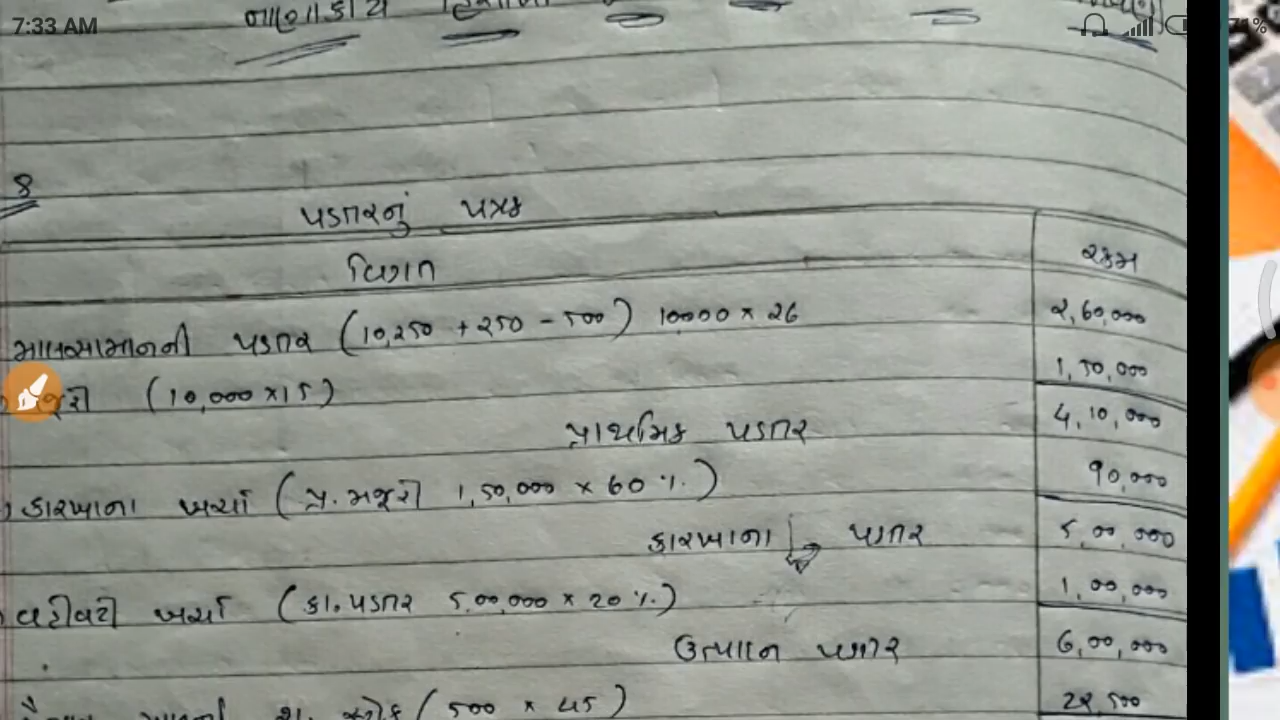 7:33 AM
71%
8
પડતરનું પત્રક
વિગત
રકમ
માલસામાનની પડતર (10,250 + 250 - 500) 10000 × 26 2,60,000
જૂરી (10,000 × 15) 1,50,000
પ્રાથમિક પડતર 4,10,000
કારખાના ખર્ચા (પ્ર. મજૂરી 1,50,000 × 60 %.) 90,000
કારખાના પડતર 5,00,000
વહીવટી ખર્ચા (કા. પડતર 5,00,000 × 20 %.) 1,00,000
ઉત્પાદન પડતર 6,00,000
સ્ટોક (500 × 45) 22,500